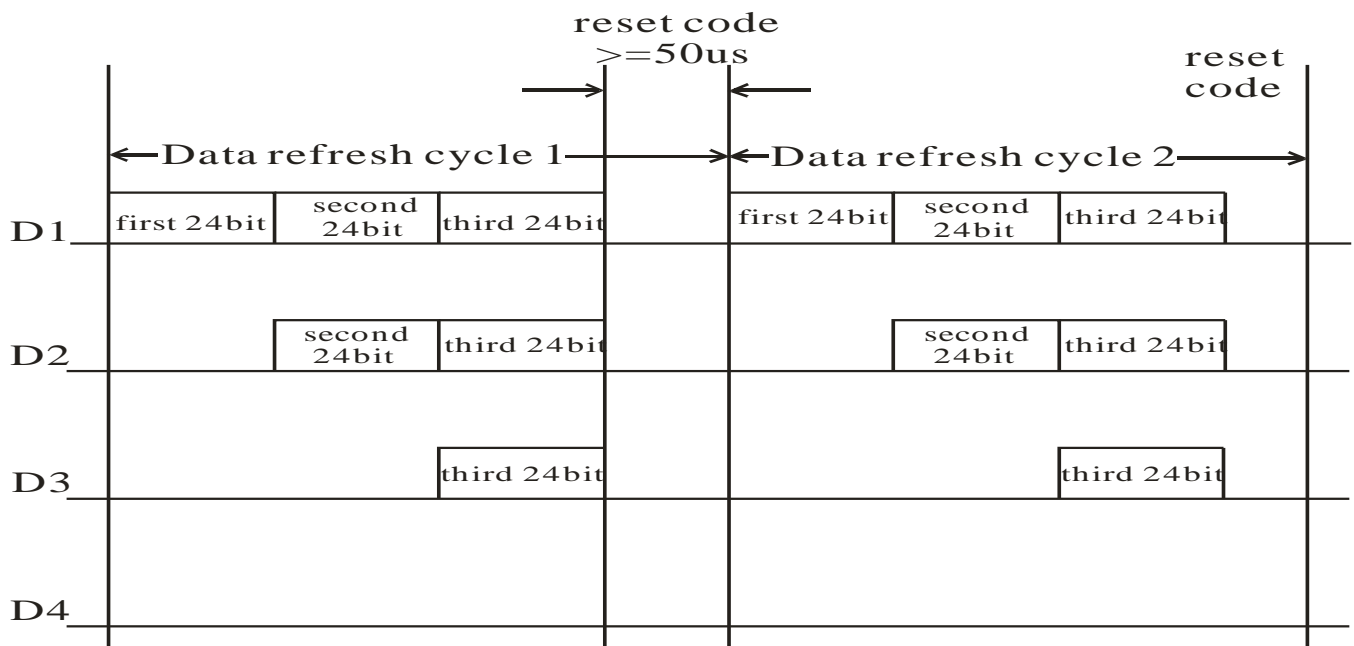 reset code
>=50us
reset
code
Data refresh cycle 1
Data refresh cycle 2
D1
first 24bit
second
24bit
third 24bit
first 24bit
second
24bit
third 24bit
D2
second
24bit
third 24bit
second
24bit
third 24bit
D3
third 24bit
third 24bit
D4